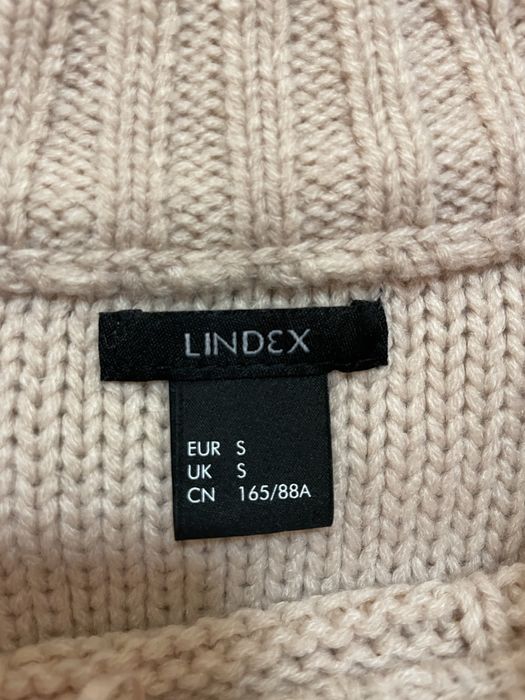 LINDEX
EUR S
UK S
CN 165/88A